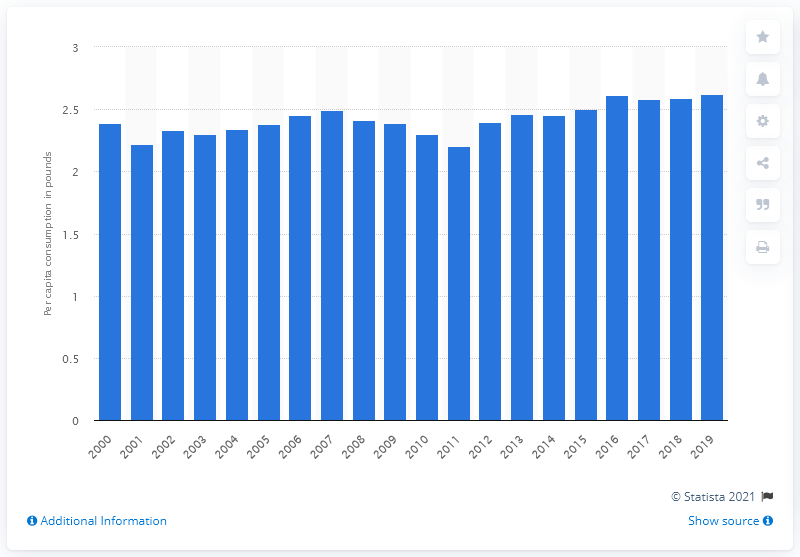 3
2.5
2
1.5
1
0.5
0
Per capita consumption in pounds
2000 2001 2002 2003 2004 2005 2006 2007 2008 2009 2010 2011 2012 2013 2014 2015 2016 2017 2018 2019
© Statista 2021
Additional Information
Show source